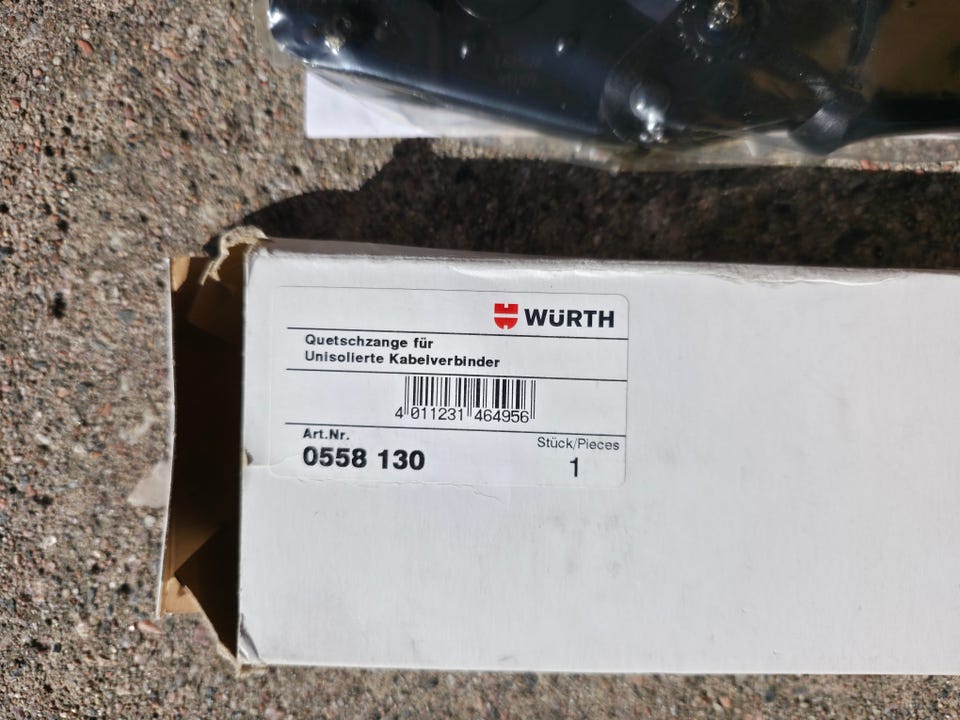 WÜRTH
Quetschzange für
Unisolierte Kabelverbinder
4 011231 464956
Art.Nr.
Stück/Pieces
0558 130
1